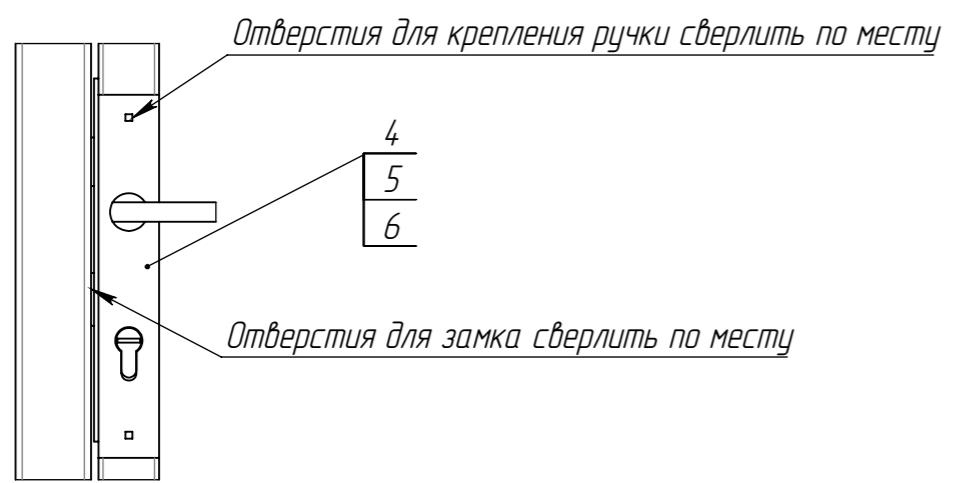 Отверстия для крепления ручки сверлить по месту
4
5
6
Отверстия для замка сверлить по месту